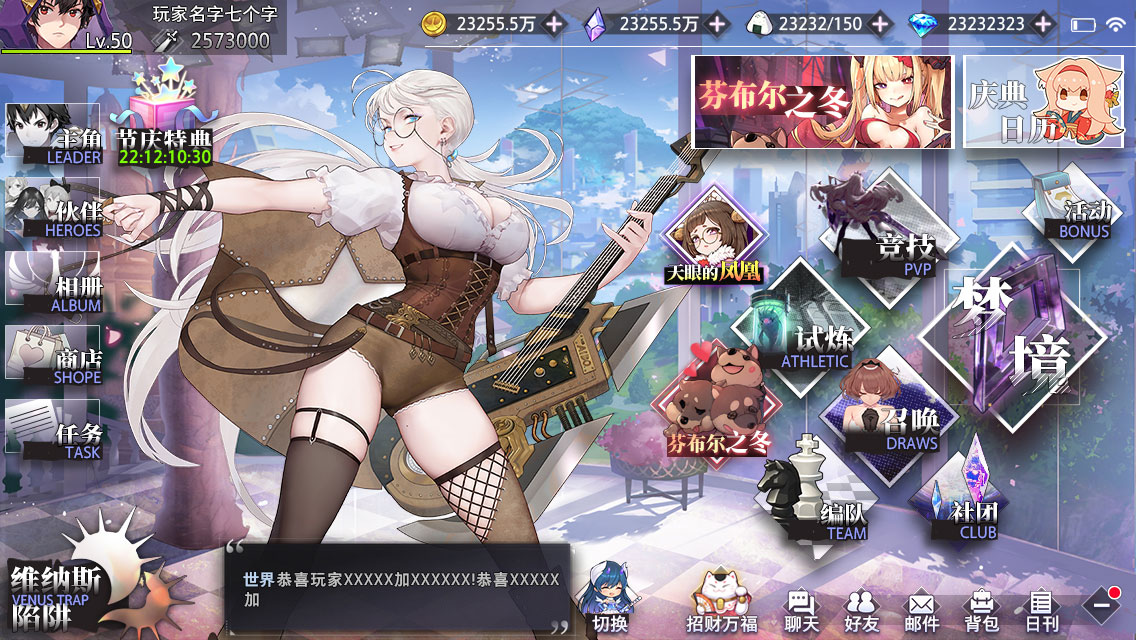 玩家名字七个字
Lv.50
2573000
23255.5万
23255.5万
23232/150
23232323
主角
LEADER
节庆特典
22:12:10:30
芬布尔之冬
庆典
日历
伙伴
HEROES
相册
ALBUM
商店
SHOPE
任务
TASK
天眼的凤凰
竞技
PVP
活动
BONUS
试炼
ATHLETIC
梦
境
芬布尔之冬
召唤
DRAWS
编队
TEAM
社团
CLUB
维纳斯
VENUS TRAP
陷阱
世界恭喜玩家XXXXX加XXXXXX!恭喜XXXXX
加
切换
招财万福
聊天
好友
邮件
背包
日刊